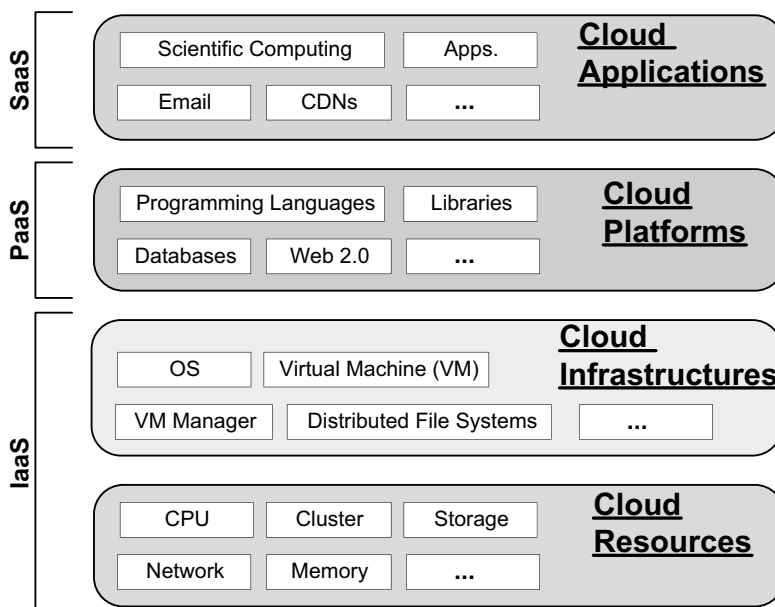 SaaS
Scientific Computing
Apps.
Cloud
Applications
Email
CDNs
...
PaaS
Programming Languages
Libraries
Cloud
Platforms
Databases
Web 2.0
...
IaaS
OS
Virtual Machine (VM)
Cloud
Infrastructures
VM Manager
Distributed File Systems
...
CPU
Cluster
Storage
Cloud
Resources
Network
Memory
...